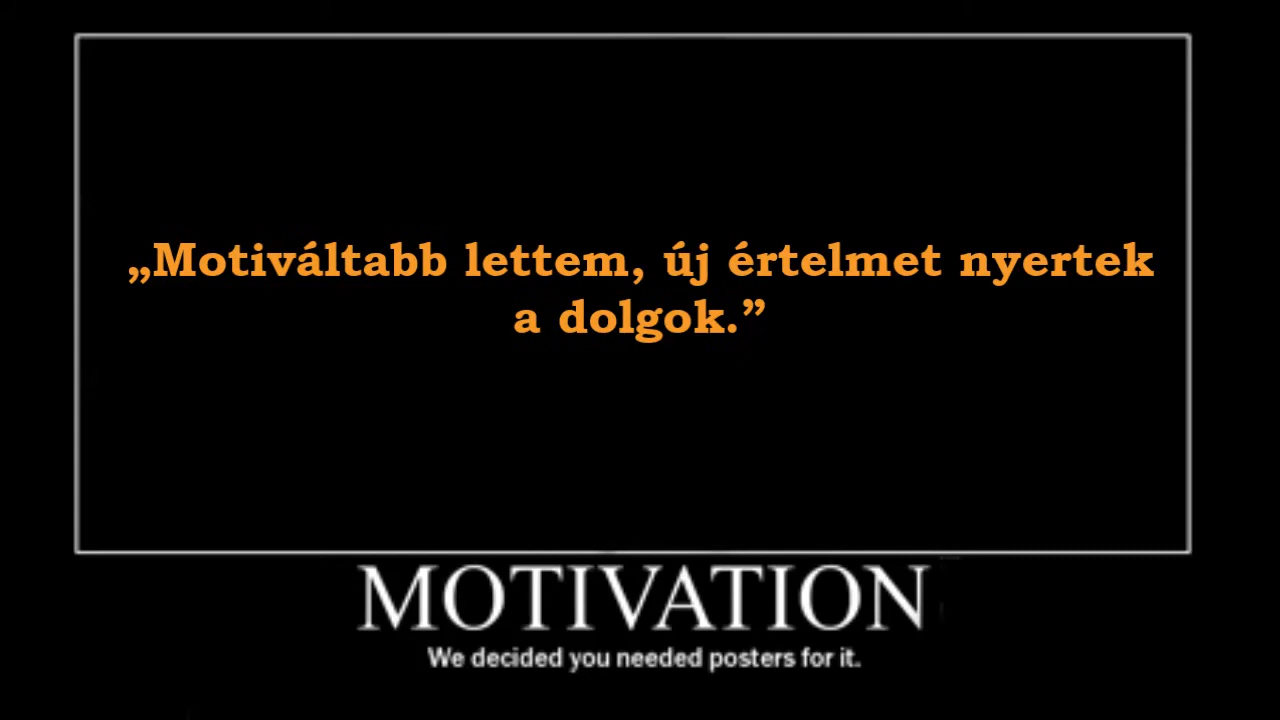 „Motiváltabb lettem, új értelmet nyertek
a dolgok.”
MOTIVATION
We decided you needed posters for it.